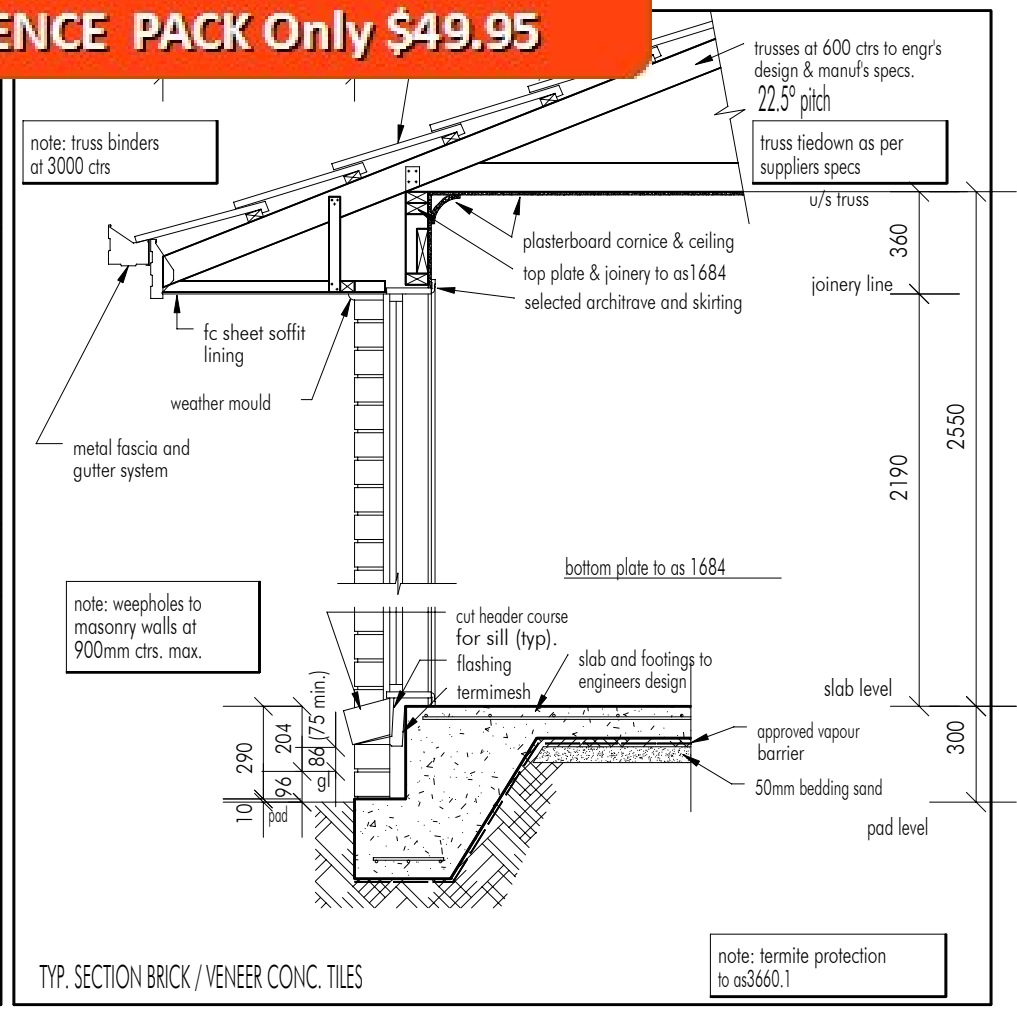 ENCE PACK Only $49.95
trusses at 600 ctrs to engr's
design & manuf's specs.
22.5° pitch
note: truss binders
at 3000 ctrs
truss tiedown as per
suppliers specs
u/s truss
360
plasterboard cornice & ceiling
top plate & joinery to as1684
selected architrave and skirting
joinery line
fc sheet soffit
lining
weather mould
metal fascia and
gutter system
2550
2190
bottom plate to as 1684
note: weepholes to
masonry walls at
900mm ctrs. max.
cut header course
for sill (typ).
flashing
termimesh
slab and footings to
engineers design
slab level
290
204
86 (75 min.)
96
gl
10
pad
approved vapour
barrier
300
50mm bedding sand
pad level
note: termite protection
to as3660.1
TYP. SECTION BRICK / VENEER CONC. TILES